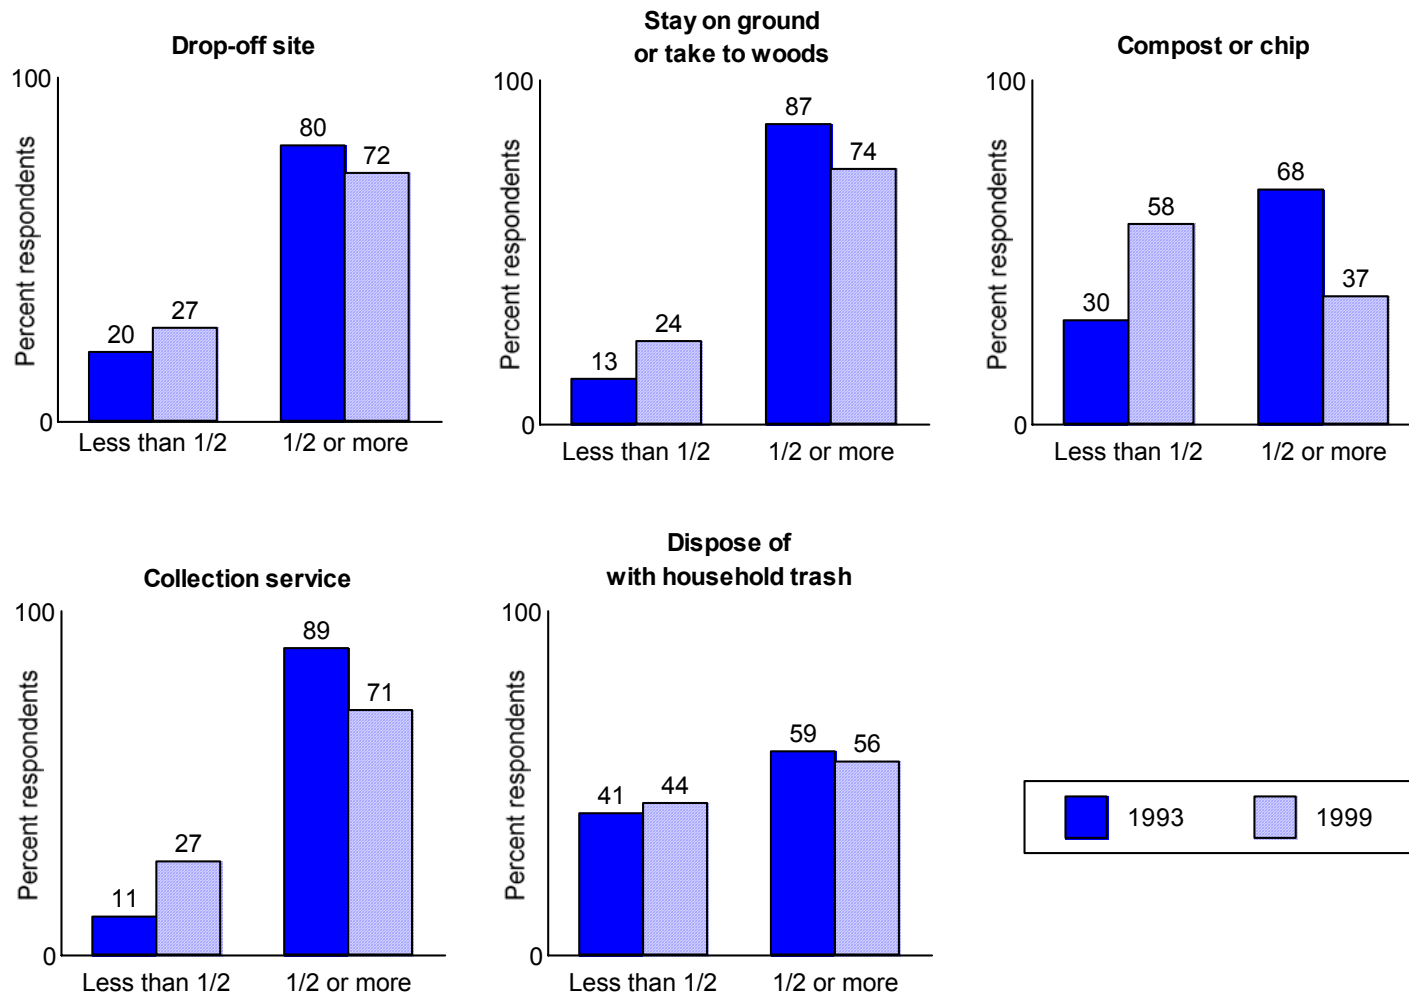 Drop-off site
100
Percent respondents
80
72
20
27
0
Less than 1/2
1/2 or more
Stay on ground
or take to woods
100
Percent respondents
87
74
13
24
0
Less than 1/2
1/2 or more
Compost or chip
100
Percent respondents
30
58
68
37
0
Less than 1/2
1/2 or more
Collection service
100
Percent respondents
89
71
11
27
0
Less than 1/2
1/2 or more
Dispose of
with household trash
100
Percent respondents
41
44
59
56
0
Less than 1/2
1/2 or more
1993
1999